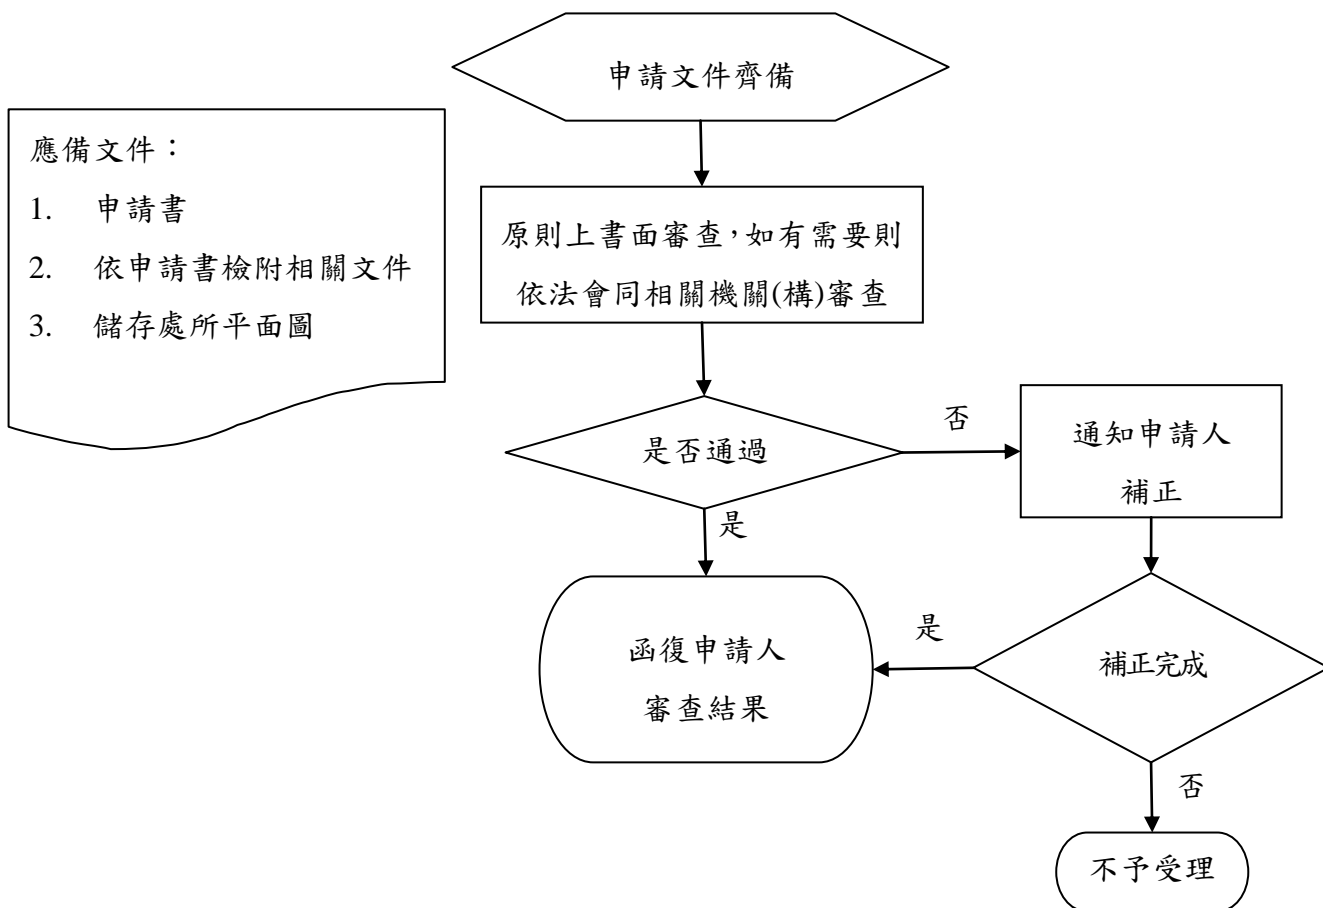 申請文件齊備
應備文件：
1. 申請書
2. 依申請書檢附相關文件
3. 儲存處所平面圖
原則上書面審查，如有需要則
依法會同相關機關(構)審查
是否通過
否
通知申請人
補正
是
函復申請人
審查結果
是
補正完成
否
不予受理